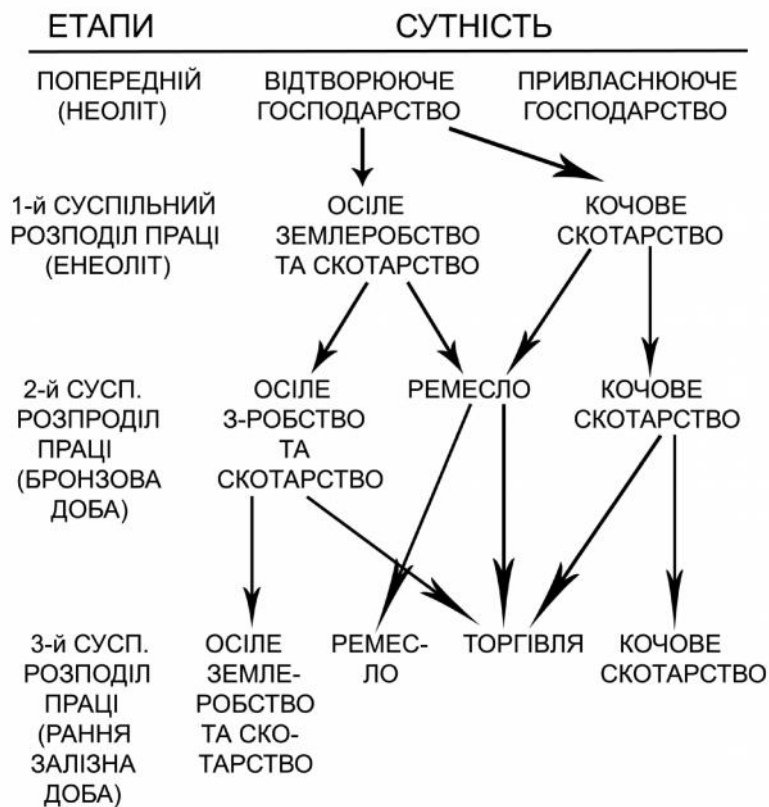 ЕТАПИ СУТНІСТЬ
ПОПЕРЕДНІЙ ВІДТВОРЮЮЧЕ ПРИВЛАСНЮЮЧЕ
(НЕОЛІТ) ГОСПОДАРСТВО ГОСПОДАРСТВО
1-й СУСПІЛЬНИЙ ОСІЛЕ КОЧОВЕ
РОЗПОДІЛ ПРАЦІ ЗЕМЛЕРОБСТВО СКОТАРСТВО
(ЕНЕОЛІТ) ТА СКОТАРСТВО
2-й СУСП. ОСІЛЕ РЕМЕСЛО КОЧОВЕ
РОЗПРОДІЛ З-РОБСТВО СКОТАРСТВО
ПРАЦІ ТА
(БРОНЗОВА СКОТАРСТВО
ДОБА)
3-й СУСП. ОСІЛЕ РЕМЕС- ТОРГІВЛЯ КОЧОВЕ
РОЗПОДІЛ ЗЕМЛЕ- ЛО СКОТАРСТВО
ПРАЦІ РОБСТВО
(РАННЯ ТА СКО-
ЗАЛІЗНА ТАРСТВО
ДОБА)